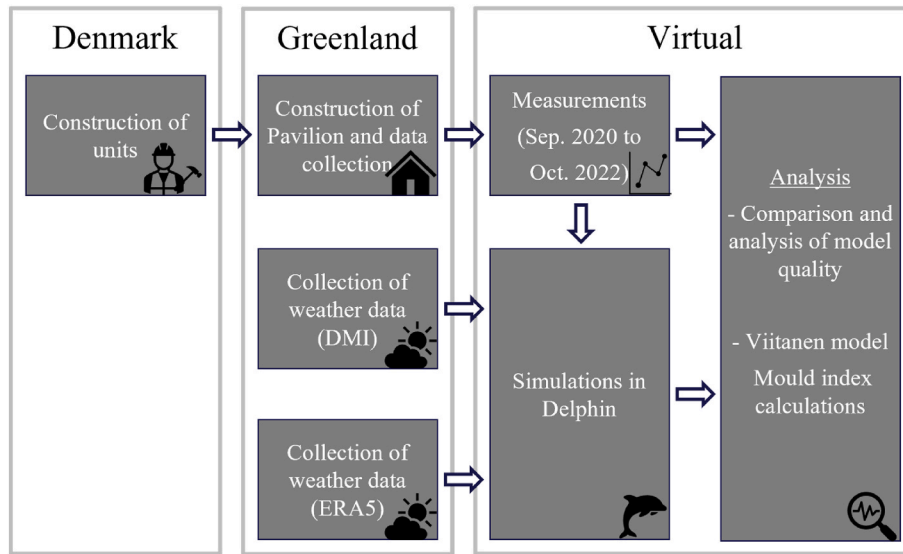 Denmark
Construction of
units
Greenland
Construction of
Pavilion and data
collection
Collection of
weather data
(DMI)
Collection of
weather data
(ERA5)
Virtual
Measurements
(Sep. 2020 to
Oct. 2022)
Simulations in
Delphin
Analysis
- Comparison and
analysis of model
quality
- Viitanen model
Mould index
calculations